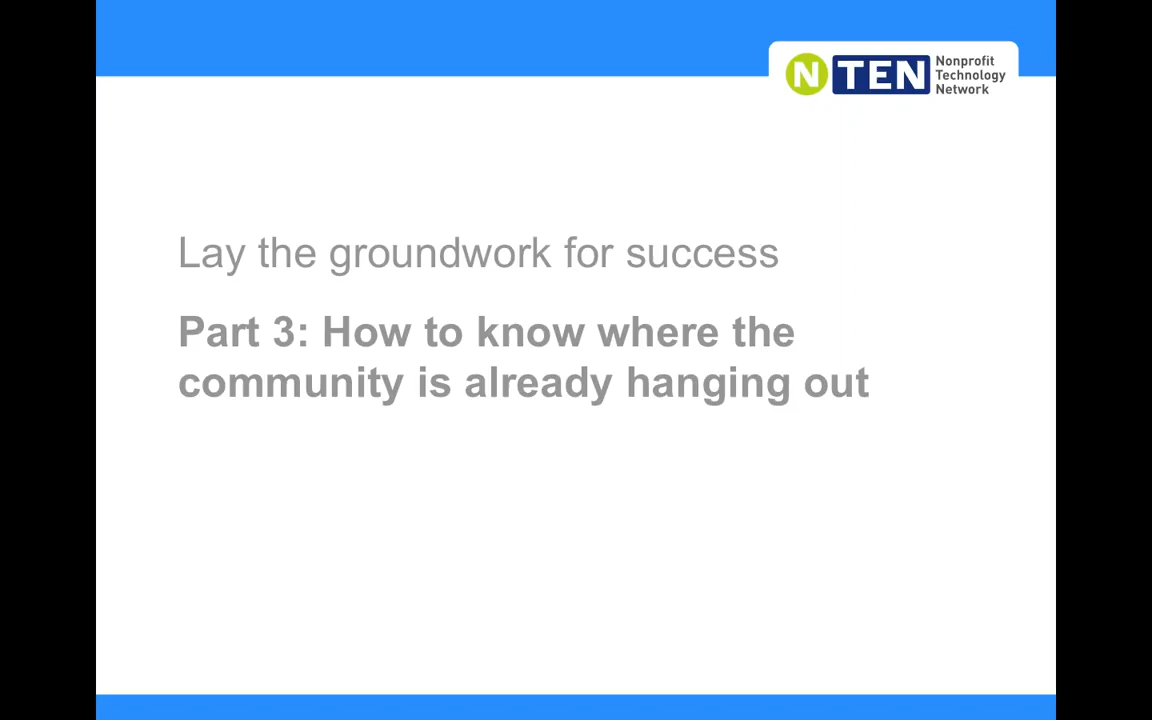 N TEN Nonprofit
Technology
Network
Lay the groundwork for success
Part 3: How to know where the
community is already hanging out